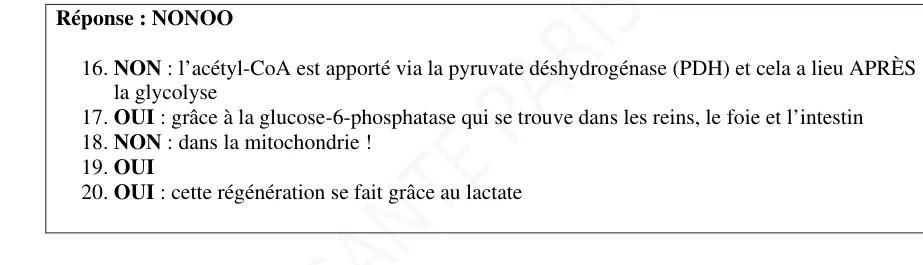 Réponse : NONOO
16. NON : l'acétyl-CoA est apporté via la pyruvate déshydrogénase (PDH) et cela a lieu APRÈS
la glycolyse
17. OUI : grâce à la glucose-6-phosphatase qui se trouve dans les reins, le foie et l'intestin
18. NON : dans la mitochondrie !
19. OUI
20. OUI : cette régénération se fait grâce au lactate
SANTE PARIS